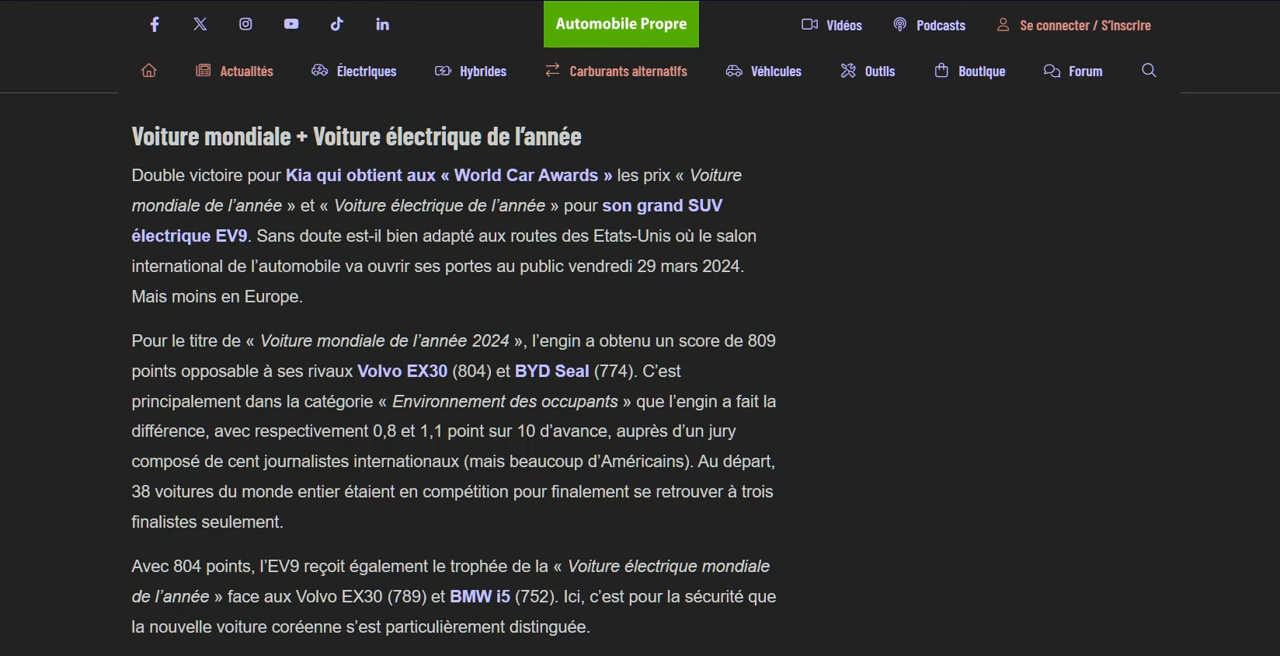 Automobile Propre
Vidéos
Podcasts
Se connecter / S'inscrire
Actualités
Électriques
Hybrides
Carburants alternatifs
Véhicules
Outils
Boutique
Forum
Voiture mondiale + Voiture électrique de l’année
Double victoire pour Kia qui obtient aux « World Car Awards » les prix « Voiture
mondiale de l’année » et « Voiture électrique de l’année » pour son grand SUV
électrique EV9. Sans doute est-il bien adapté aux routes des Etats-Unis où le salon
international de l’automobile va ouvrir ses portes au public vendredi 29 mars 2024.
Mais moins en Europe.
Pour le titre de « Voiture mondiale de l’année 2024 », l’engin a obtenu un score de 809
points opposable à ses rivaux Volvo EX30 (804) et BYD Seal (774). C’est
principalement dans la catégorie « Environnement des occupants » que l’engin a fait la
différence, avec respectivement 0,8 et 1,1 point sur 10 d’avance, auprès d’un jury
composé de cent journalistes internationaux (mais beaucoup d’Américains). Au départ,
38 voitures du monde entier étaient en compétition pour finalement se retrouver à trois
finalistes seulement.
Avec 804 points, l’EV9 reçoit également le trophée de la « Voiture électrique mondiale
de l’année » face aux Volvo EX30 (789) et BMW i5 (752). Ici, c’est pour la sécurité que
la nouvelle voiture coréenne s’est particulièrement distinguée.